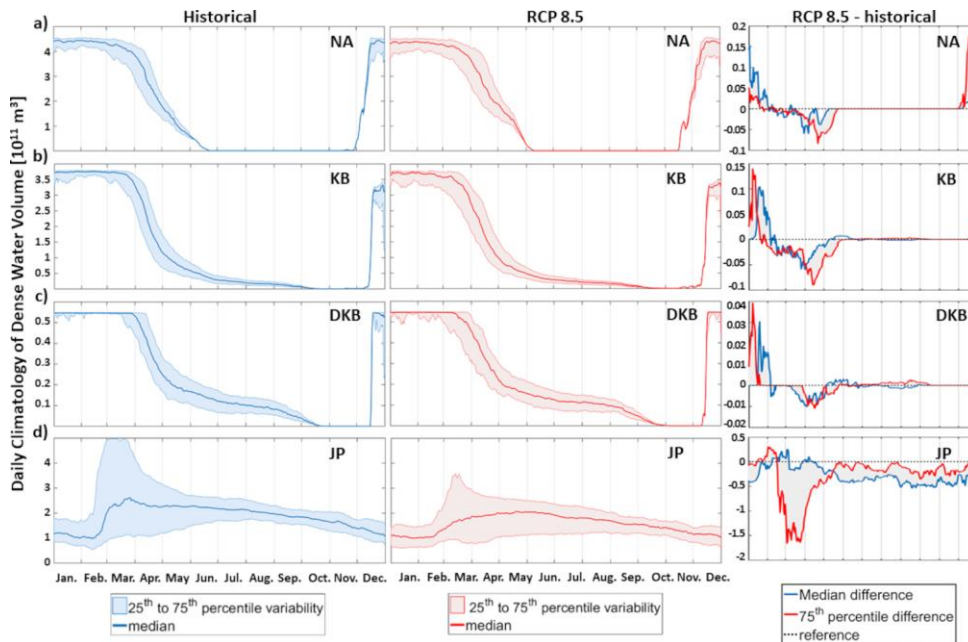 Historical
RCP 8.5
RCP 8.5 - historical
Daily Climatology of Dense Water Volume [10¹¹ m³]
a)
NA
4
3
2
1
NA
NA
0.2
0.15
0.1
0.05
0
-0.05
-0.1
b)
KB
3.5
3
2.5
2
1.5
1
0.5
KB
KB
0.15
0.1
0.05
0
-0.05
-0.1
c)
DKB
0.5
0.4
0.3
0.2
0.1
DKB
DKB
0.04
0.03
0.02
0.01
0
-0.01
-0.02
d)
JP
4
3
2
1
0
JP
JP
0.5
0
-0.5
-1
-1.5
-2
Jan. Feb. Mar. Apr. May Jun. Jul. Aug. Sep. Oct. Nov. Dec.
Jan. Feb. Mar. Apr. May Jun. Jul. Aug. Sep. Oct. Nov. Dec.
25th to 75th percentile variability
median
25th to 75th percentile variability
median
Median difference
75th percentile difference
reference